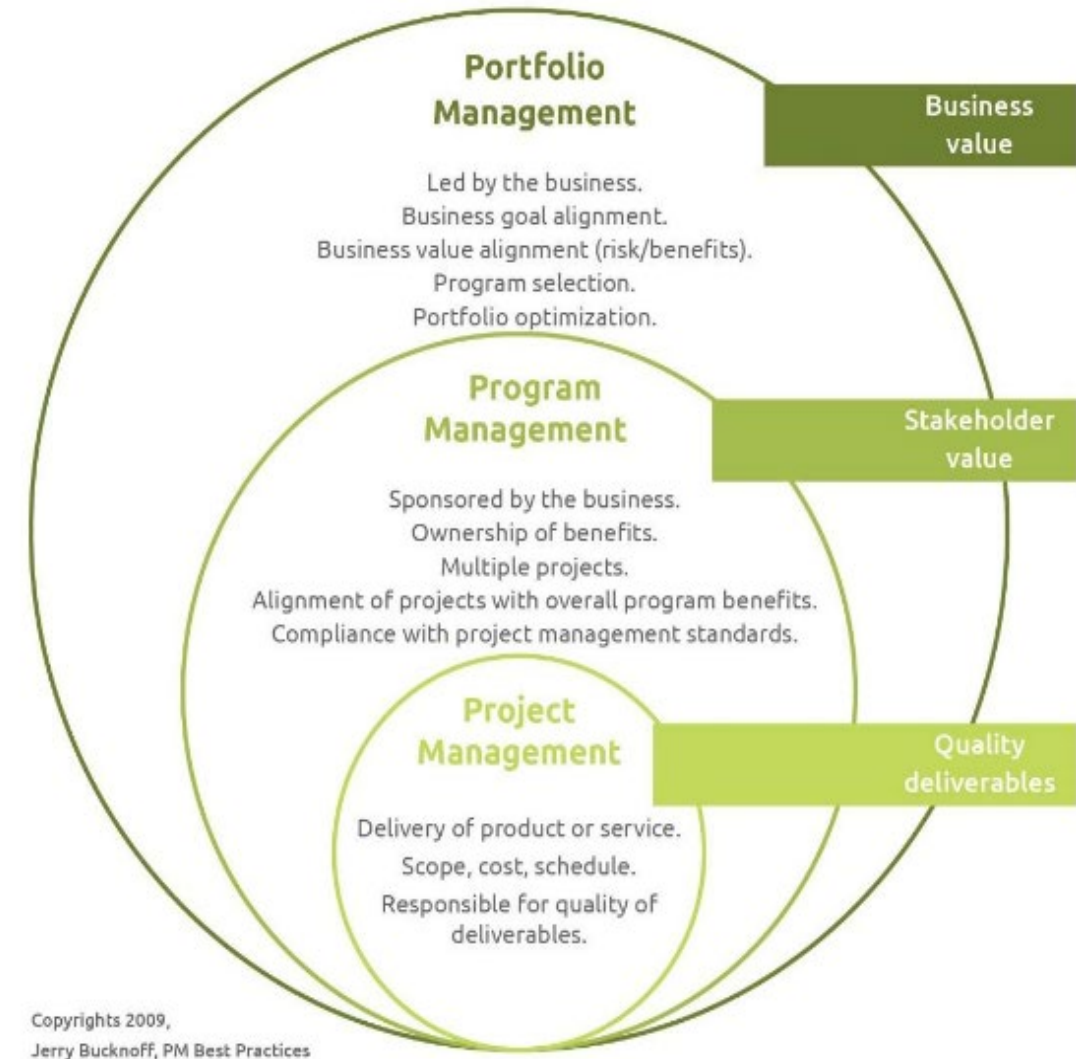 Portfolio
Management
Business
value
Led by the business.
Business goal alignment.
Business value alignment (risk/benefits).
Program selection.
Portfolio optimization.
Program
Management
Stakeholder
value
Sponsored by the business.
Ownership of benefits.
Multiple projects.
Alignment of projects with overall program benefits.
Compliance with project management standards.
Project
Management
Quality
deliverables
Delivery of product or service.
Scope, cost, schedule.
Responsible for quality of
deliverables.
Copyrights 2009,
Jerry Bucknoff, PM Best Practices